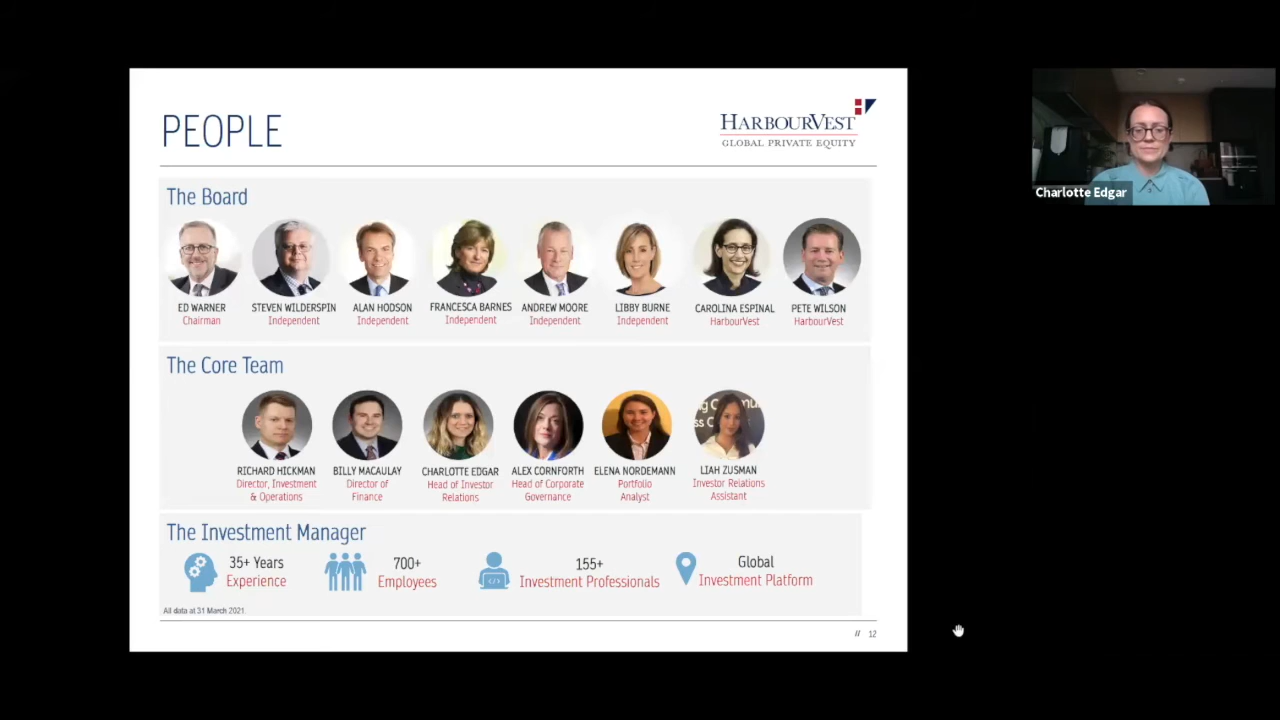 PEOPLE
HARBOURVEST
GLOBAL PRIVATE EQUITY
The Board
ED WARNER
Chairman
STEVEN WILDERSPIN
Independent
ALAN HODSON
Independent
FRANCESCA BARNES
Independent
ANDREW MOORE
Independent
LIBBY BURNE
Independent
CAROLINA ESPINAL
HarbourVest
PETE WILSON
HarbourVest
The Core Team
RICHARD HICKMAN
Director, Investment
& Operations
BILLY MACAULAY
Director of
Finance
CHARLOTTE EDGAR
Head of Investor
Relations
ALEX CORNFORTH
Head of Corporate
Governance
ELENA NORDEMANN
Portfolio
Analyst
LIAH ZUSMAN
Investor Relations
Assistant
The Investment Manager
35+ Years
Experience
700+
Employees
155+
Investment Professionals
Global
Investment Platform
All data at 31 March 2021.
// 12
Charlotte Edgar